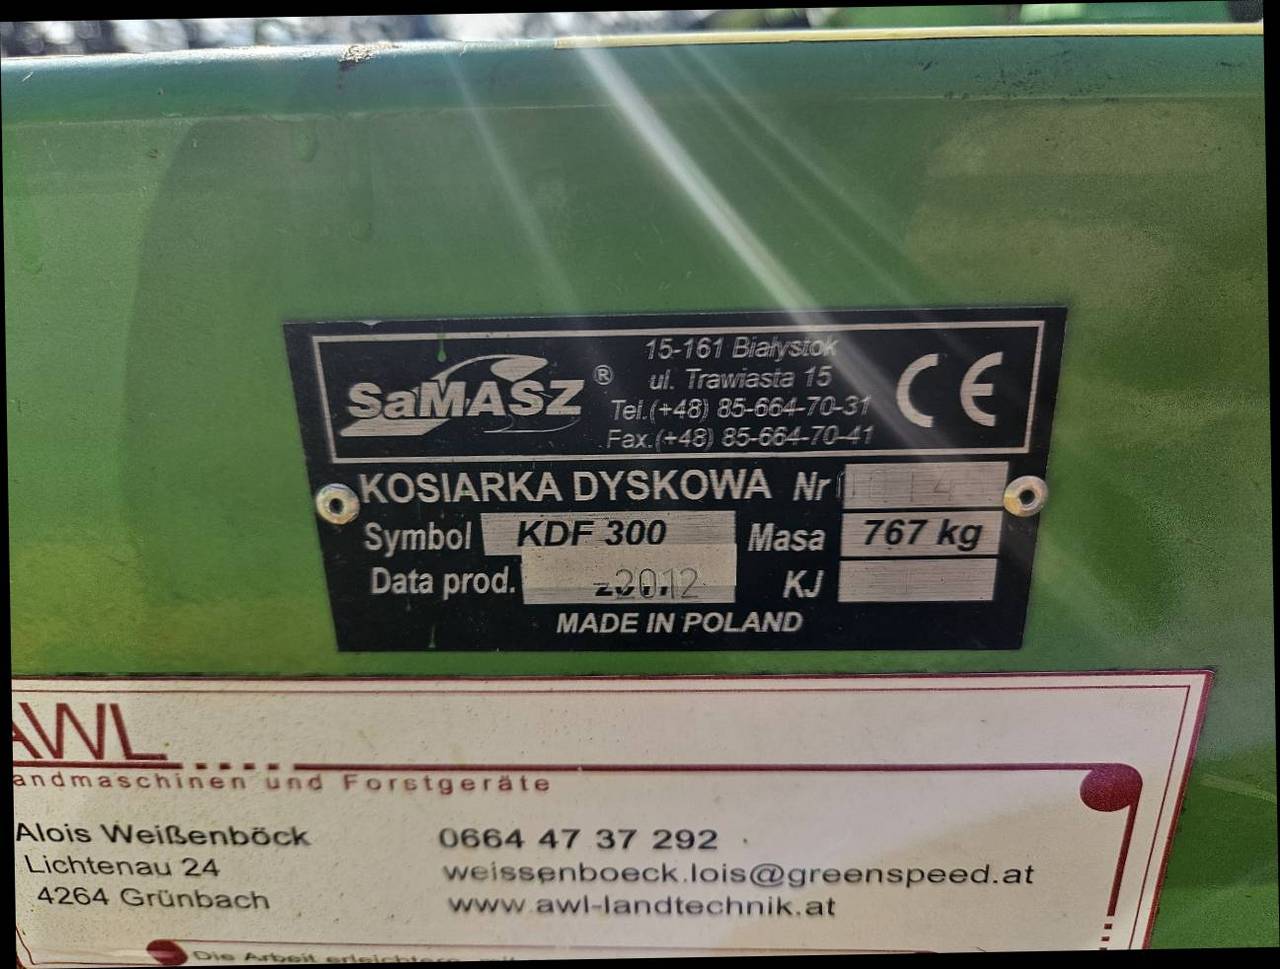 SaMASZ®
15-161 Białystok
ul. Trawiasta 15
Tel.(+48) 85-664-70-31
Fax.(+48) 85-664-70-41
CE
KOSIARKA DYSKOWA Nr
Symbol KDF 300 Masa 767 kg
Data prod. 2012 KJ
MADE IN POLAND
AWL
andmaschinen und Forstgeräte
Alois Weißenböck 0664 47 37 292
Lichtenau 24 weissenboeck.lois@greenspeed.at
4264 Grünbach www.awl-landtechnik.at
Die Arbeit erleichtern